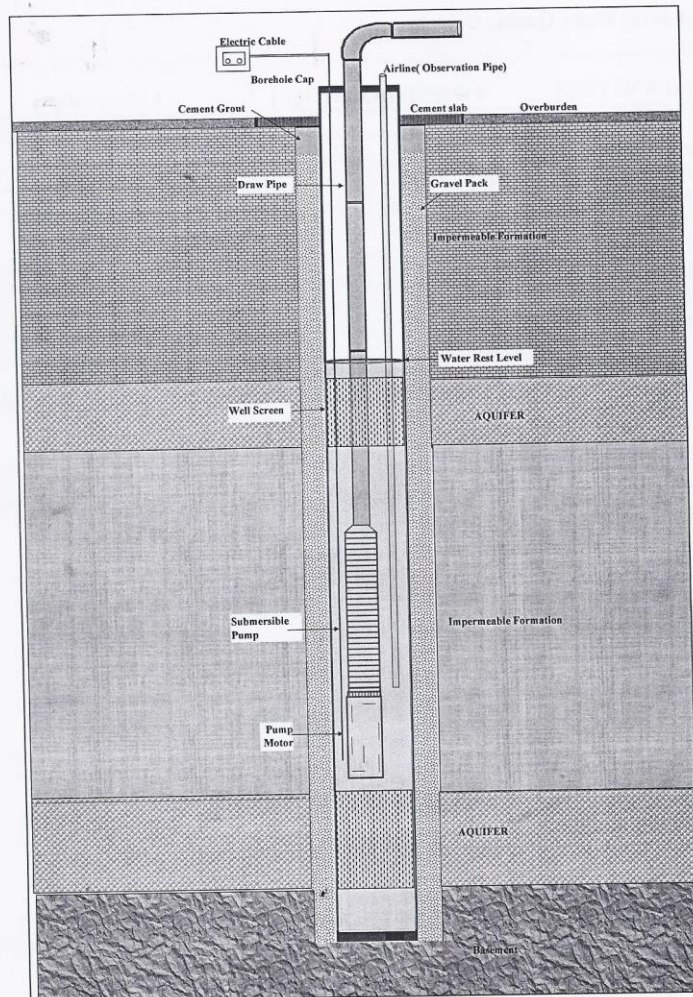 Electric Cable
Airline( Observation Pipe)
Borehole Cap
Cement Grout
Cement slab
Overburden
Draw Pipe
Gravel Pack
Impermeable Formation
Water Rest Level
Well Screen
AQUIFER
Submersible
Pump
Impermeable Formation
Pump
Motor
AQUIFER
Basement